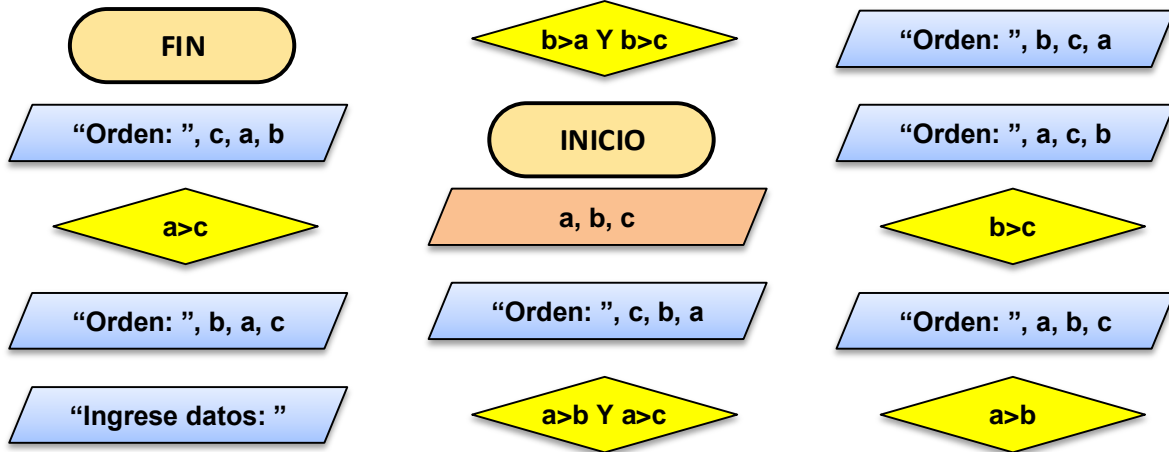 FIN
b>a Y b>c
“Orden: ”, b, c, a
“Orden: ”, c, a, b
INICIO
“Orden: ”, a, c, b
a>c
a, b, c
b>c
“Orden: ”, b, a, c
“Orden: ”, c, b, a
“Orden: ”, a, b, c
“Ingrese datos: ”
a>b Y a>c
a>b